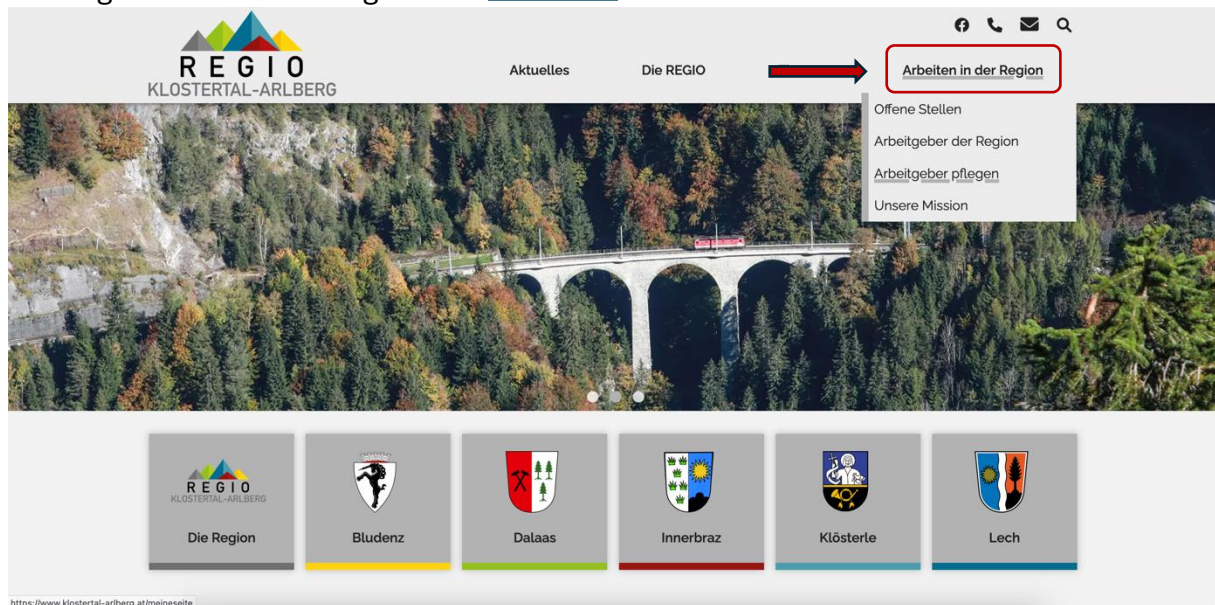 REGIO
KLOSTERTAL-ARLBERG
Aktuelles
Die REGIO
Arbeiten in der Region
Offene Stellen
Arbeitgeber der Region
Arbeitgeber pflegen
Unsere Mission
REGIO
KLOSTERTAL-ARLBERG
Die Region
Bludenz
Dalaas
Innerbraz
Klösterle
Lech
https://www.klostertal-arlberg.at/meineseite